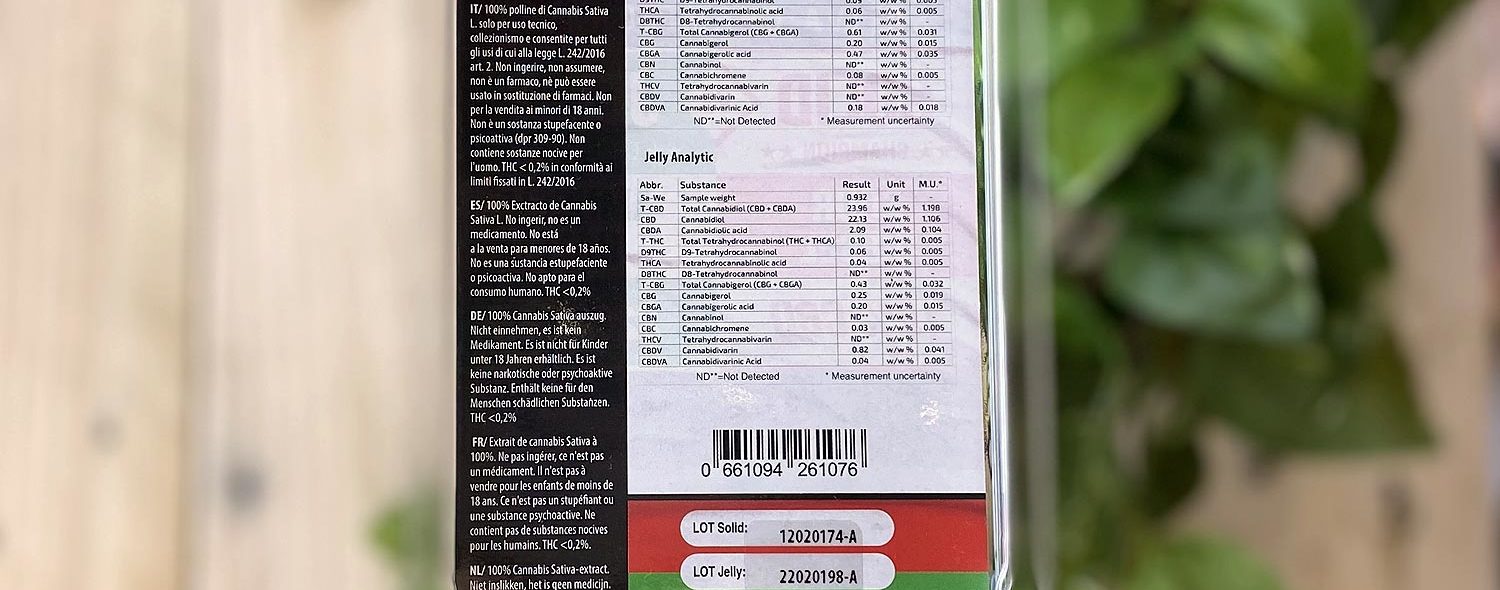 IT/ 100% polline di Cannabis Sativa
L. solo per uso tecnico,
collezionismo e consentite per tutti
gli usi di cui alla legge L. 242/2016
art. 2. Non ingerire, non assumere,
non è un farmaco, nè può essere
usato in sostituzione di farmaci. Non
per la vendita ai minori di 18 anni.
Non è un sostanza stupefacente o
psicoattiva (dpr 309-90). Non
contiene sostanze nocive per
l'uomo. THC < 0,2% in conformità ai
limiti fissati in L. 242/2016
ES/ 100% Exctracto de Cannabis
Sativa L. No ingerir, no es un
medicamento. No está
a la venta para menores de 18 años.
No es una sustancia estupefaciente
o psicoactiva. No apto para el
consumo humano. THC <0,2%
DE/ 100% Cannabis Sativa auszug.
Nicht einnehmen, es ist kein
Medikament. Es ist nicht für Kinder
unter 18 Jahren erhältlich. Es ist
keine narkotische oder psychoaktive
Substanz. Enthält keine für den
Menschen schädlichen Substanzen.
THC <0,2%
FR/ Extrait de cannabis Sativa à
100%. Ne pas ingérer, ce n'est pas
un médicament. Il n'est pas à
vendre pour les enfants de moins de
18 ans. Ce n'est pas un stupéfiant ou
une substance psychoactive. Ne
contient pas de substances nocives
pour les humains. THC <0,2%.
NL/ 100% Cannabis Sativa-extract.
Niet inslikken, het is geen medicijn.
D9THC D9-Tetrahydrocannabinol 0.05 w/w % 0.005
THCA Tetrahydrocannabinolic acid 0.06 w/w % 0.005
D8THC D8-Tetrahydrocannabinol ND** w/w % -
T-CBG Total Cannabigerol (CBG + CBGA) 0.61 w/w % 0.031
CBG Cannabigerol 0.20 w/w % 0.015
CBGA Cannabigerolic acid 0.47 w/w % 0.035
CBN Cannabinol ND** w/w % -
CBC Cannabichromene 0.08 w/w % 0.005
THCV Tetrahydrocannabivarin ND** w/w % -
CBDV Cannabidivarin ND** w/w % -
CBDVA Cannabidivarinic Acid 0.18 w/w % 0.018
ND**=Not Detected * Measurement uncertainty
Jelly Analytic
Abbr. Substance Result Unit M.U.*
Sa-We Sample weight 0.932 g -
T-CBD Total Cannabidiol (CBD + CBDA) 23.96 w/w % 1.198
CBD Cannabidiol 22.13 w/w % 1.106
CBDA Cannabidiolic acid 2.09 w/w % 0.104
T-THC Total Tetrahydrocannabinol (THC + THCA) 0.10 w/w % 0.005
D9THC D9-Tetrahydrocannabinol 0.06 w/w % 0.005
THCA Tetrahydrocannabinolic acid 0.04 w/w % 0.005
D8THC D8-Tetrahydrocannabinol ND** w/w % -
T-CBG Total Cannabigerol (CBG + CBGA) 0.43 w/w % 0.032
CBG Cannabigerol 0.25 w/w % 0.019
CBGA Cannabigerolic acid 0.20 w/w % 0.015
CBN Cannabinol ND** w/w % -
CBC Cannabichromene 0.03 w/w % 0.005
THCV Tetrahydrocannabivarin ND** w/w % -
CBDV Cannabidivarin 0.82 w/w % 0.041
CBDVA Cannabidivarinic Acid 0.04 w/w % 0.005
ND**=Not Detected * Measurement uncertainty
0 661094 261076
LOT Solid: 12020174-A
LOT Jelly: 22020198-A